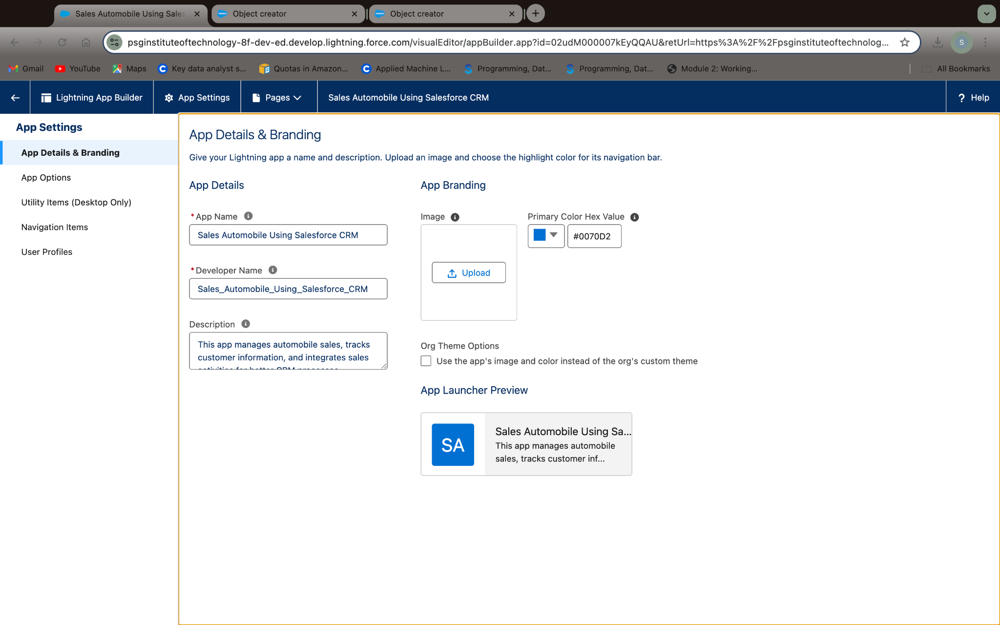 Sales Automobile Using Sales
Object creator
Object creator
psginstituteoftechnology-8f-dev-ed.develop.lightning.force.com/visualEditor/appBuilder.app?id=02udM000007kEyQQAU&retUrl=https%3A%2F%2Fpsginstituteoftechnolog...
S
Gmail
YouTube
Maps
Key data analyst s...
Quotas in Amazon...
Applied Machine L...
Programming, Dat...
Programming, Dat...
Module 2: Working...
All Bookmarks
Lightning App Builder
App Settings
Pages
Sales Automobile Using Salesforce CRM
? Help
App Settings
App Details & Branding
App Options
Utility Items (Desktop Only)
Navigation Items
User Profiles
App Details & Branding
Give your Lightning app a name and description. Upload an image and choose the highlight color for its navigation bar.
App Details
*App Name
Sales Automobile Using Salesforce CRM
*Developer Name
Sales_Automobile_Using_Salesforce_CRM
Description
This app manages automobile sales, tracks
customer information, and integrates sales
activities for better CRM processes
App Branding
Image
Upload
Primary Color Hex Value
#0070D2
Org Theme Options
Use the app's image and color instead of the org's custom theme
App Launcher Preview
SA
Sales Automobile Using Sa...
This app manages automobile
sales, tracks customer inf...